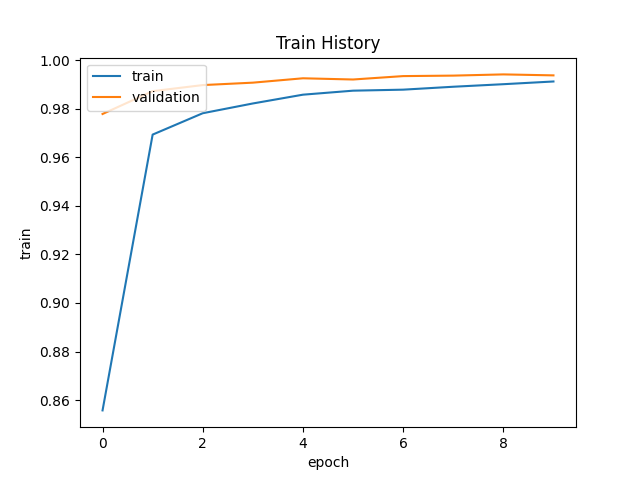 Train History
1.00
0.98
0.96
0.94
0.92
0.90
0.88
0.86
train
train
validation
0 2 4 6 8
epoch